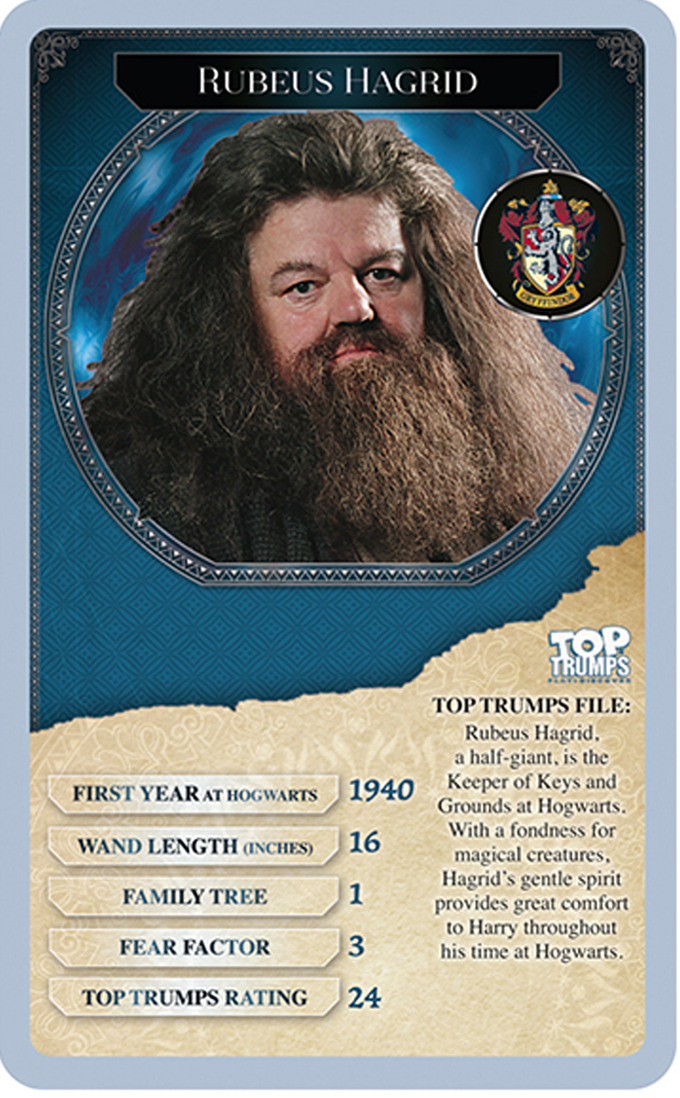 RUBEUS HAGRID
GRYFFINDOR
TOP
TRUMPS
TOP TRUMPS FILE:
Rubeus Hagrid,
a half-giant, is the
Keeper of Keys and
Grounds at Hogwarts.
With a fondness for
magical creatures,
Hagrid's gentle spirit
provides great comfort
to Harry throughout
his time at Hogwarts.
FIRST YEAR AT HOGWARTS 1940
WAND LENGTH (INCHES) 16
FAMILY TREE 1
FEAR FACTOR 3
TOP TRUMPS RATING 24